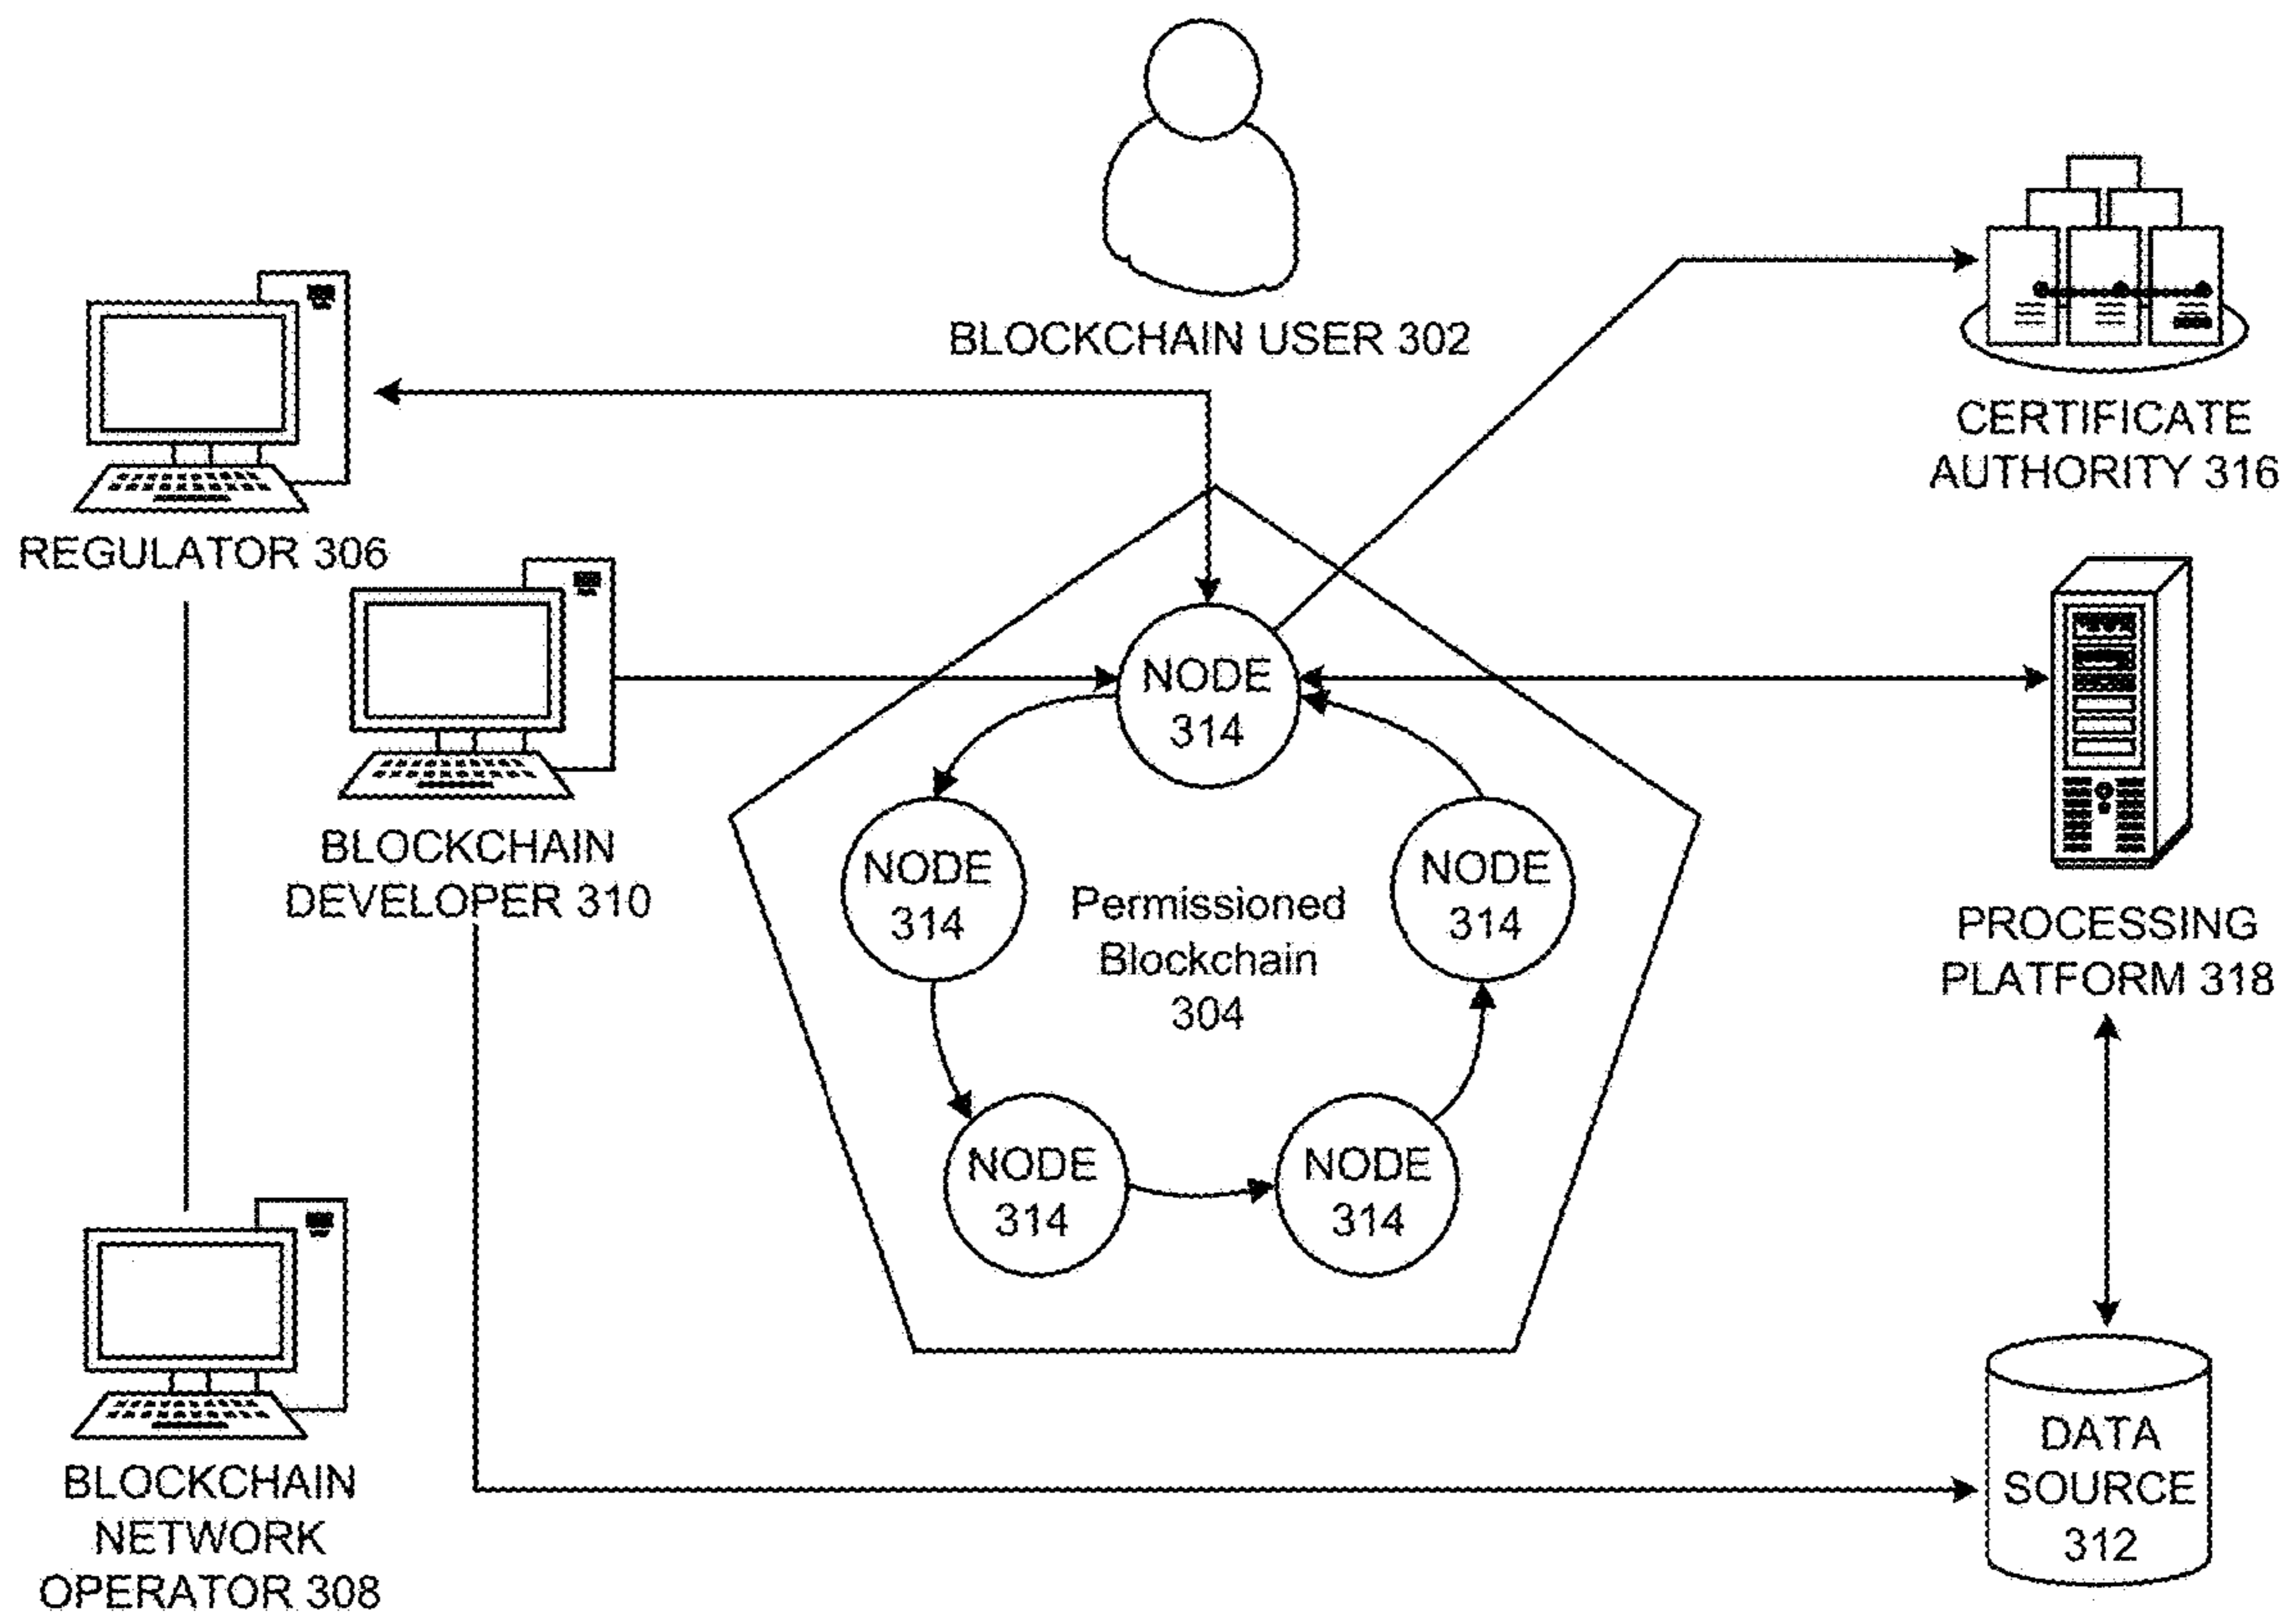 BLOCKCHAIN USER 302
CERTIFICATE
AUTHORITY 316
REGULATOR 306
NODE
314
BLOCKCHAIN
DEVELOPER 310
NODE
314
Permissioned
Blockchain
304
NODE
314
PROCESSING
PLATFORM 318
NODE
314
NODE
314
DATA
SOURCE
312
BLOCKCHAIN
NETWORK
OPERATOR 308